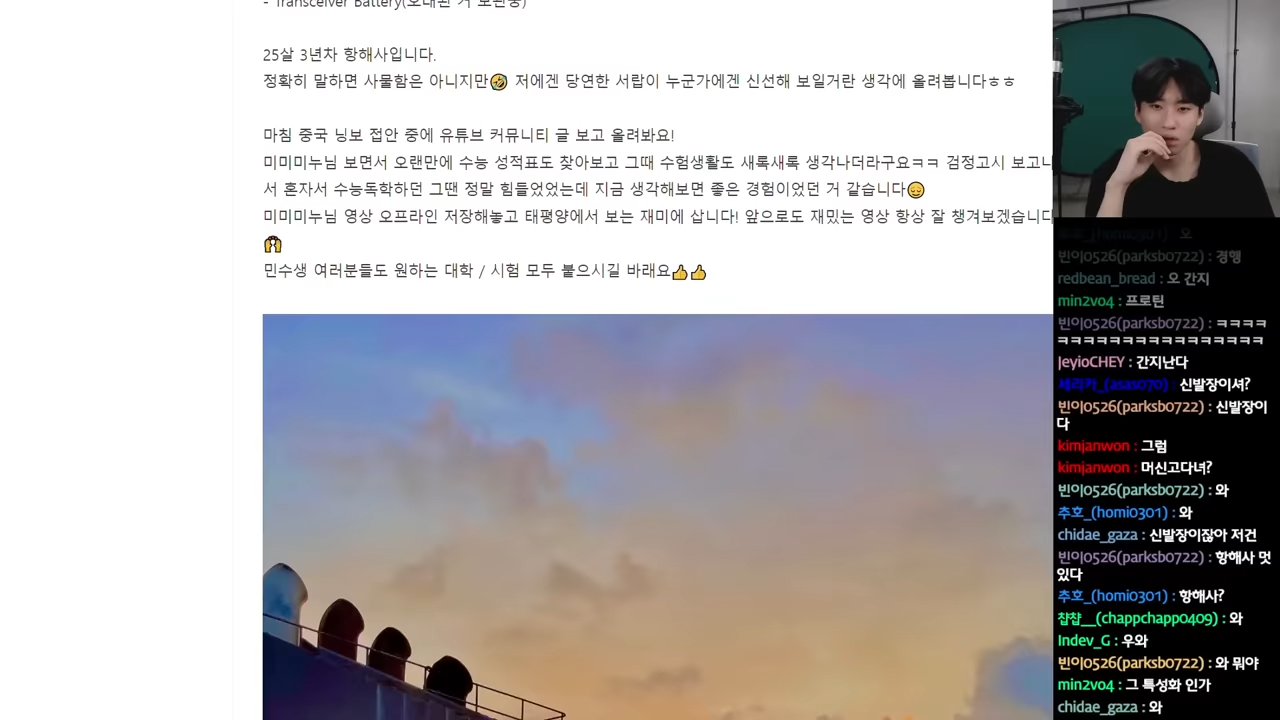 - Transceiver Battery(오래된 거 보관중)
25살 3년차 항해사입니다.
정확히 말하면 사물함은 아니지만🤣 저에겐 당연한 서랍이 누군가에겐 신선해 보일거란 생각에 올려봅니다ㅎㅎ
마침 중국 닝보 접안 중에 유튜브 커뮤니티 글 보고 올려봐요!
미미미누님 보면서 오랜만에 수능 성적표도 찾아보고 그때 수험생활도 새록새록 생각나더라구요ㅋㅋ 검정고시 보고나
서 혼자서 수능독학하던 그땐 정말 힘들었었는데 지금 생각해보면 좋은 경험이었던 거 같습니다😌
미미미누님 영상 오프라인 저장해놓고 태평양에서 보는 재미에 삽니다! 앞으로도 재밌는 영상 항상 잘 챙겨보겠습니다
🙌
민수생 여러분들도 원하는 대학 / 시험 모두 붙으시길 바래요👍👍
추호_(homi0301) : 오
빈이0526(parksb0722) : 경행
redbean_bread : 오 간지
min2vo4 : 프로틴
빈이0526(parksb0722) : ㅋㅋㅋㅋ
ㅋㅋㅋㅋㅋㅋㅋㅋㅋㅋㅋㅋㅋㅋㅋㅋ
JeyioCHEY : 간지난다
세리카_(asas070) : 신발장이셔?
빈이0526(parksb0722) : 신발장이
다
kimjanwon : 그럼
kimjanwon : 머신고다녀?
빈이0526(parksb0722) : 와
추호_(homi0301) : 와
chidae_gaza : 신발장이잖아 저건
빈이0526(parksb0722) : 항해사 멋
있다
추호_(homi0301) : 항해사?
챱챱__(chappchapp0409) : 와
Indev_G : 우와
빈이0526(parksb0722) : 와 뭐야
min2vo4 : 그 특성화 인가
chidae_gaza : 와